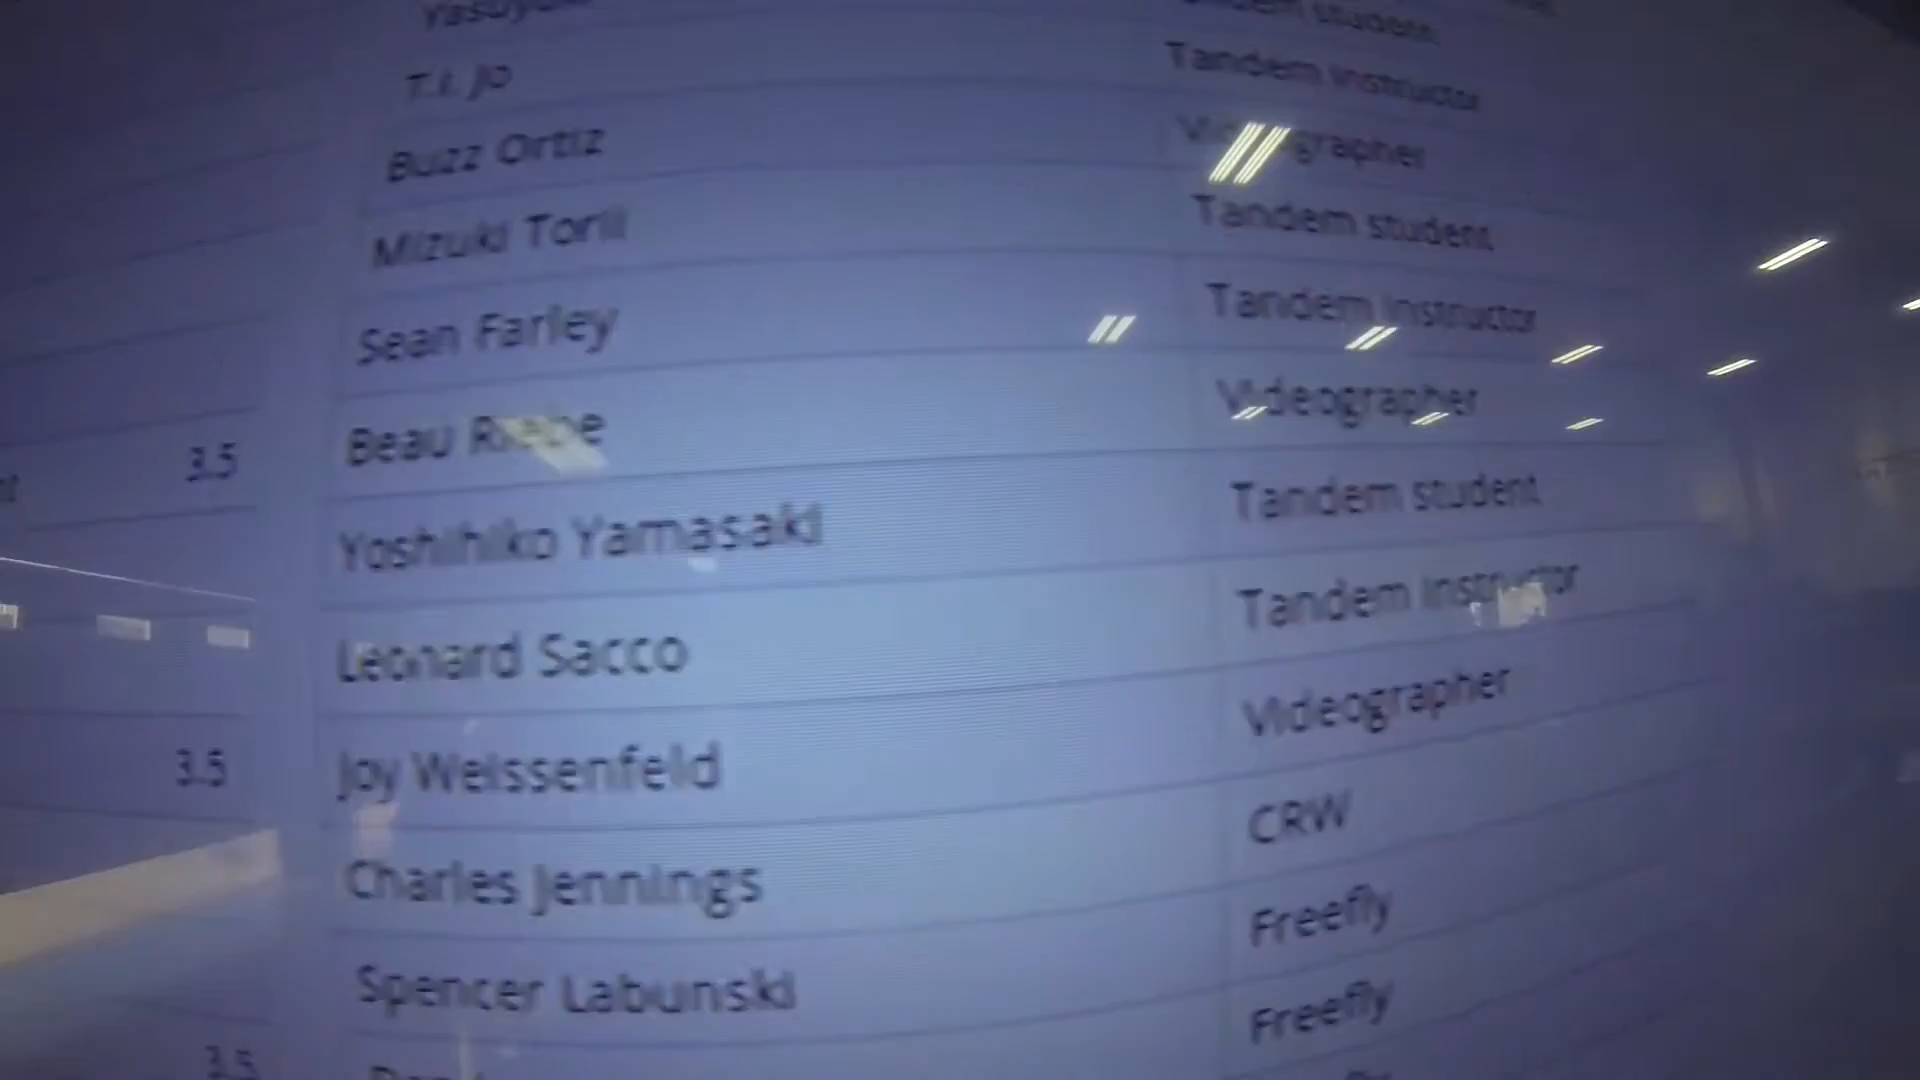 student
T.I. Jo Tandem Instructor
Buzz Ortiz
Mizuki Torii Tandem student
Sean Farley Tandem Instructor
3.5 Beau Videographer
Yoshihiko Yamasaki Tandem student
Leonard Sacco Tandem Instructor
3.5 Joy Weissenfeld Videographer
Charles Jennings CRW
Spencer Labunski Freefly
3.5 Freefly